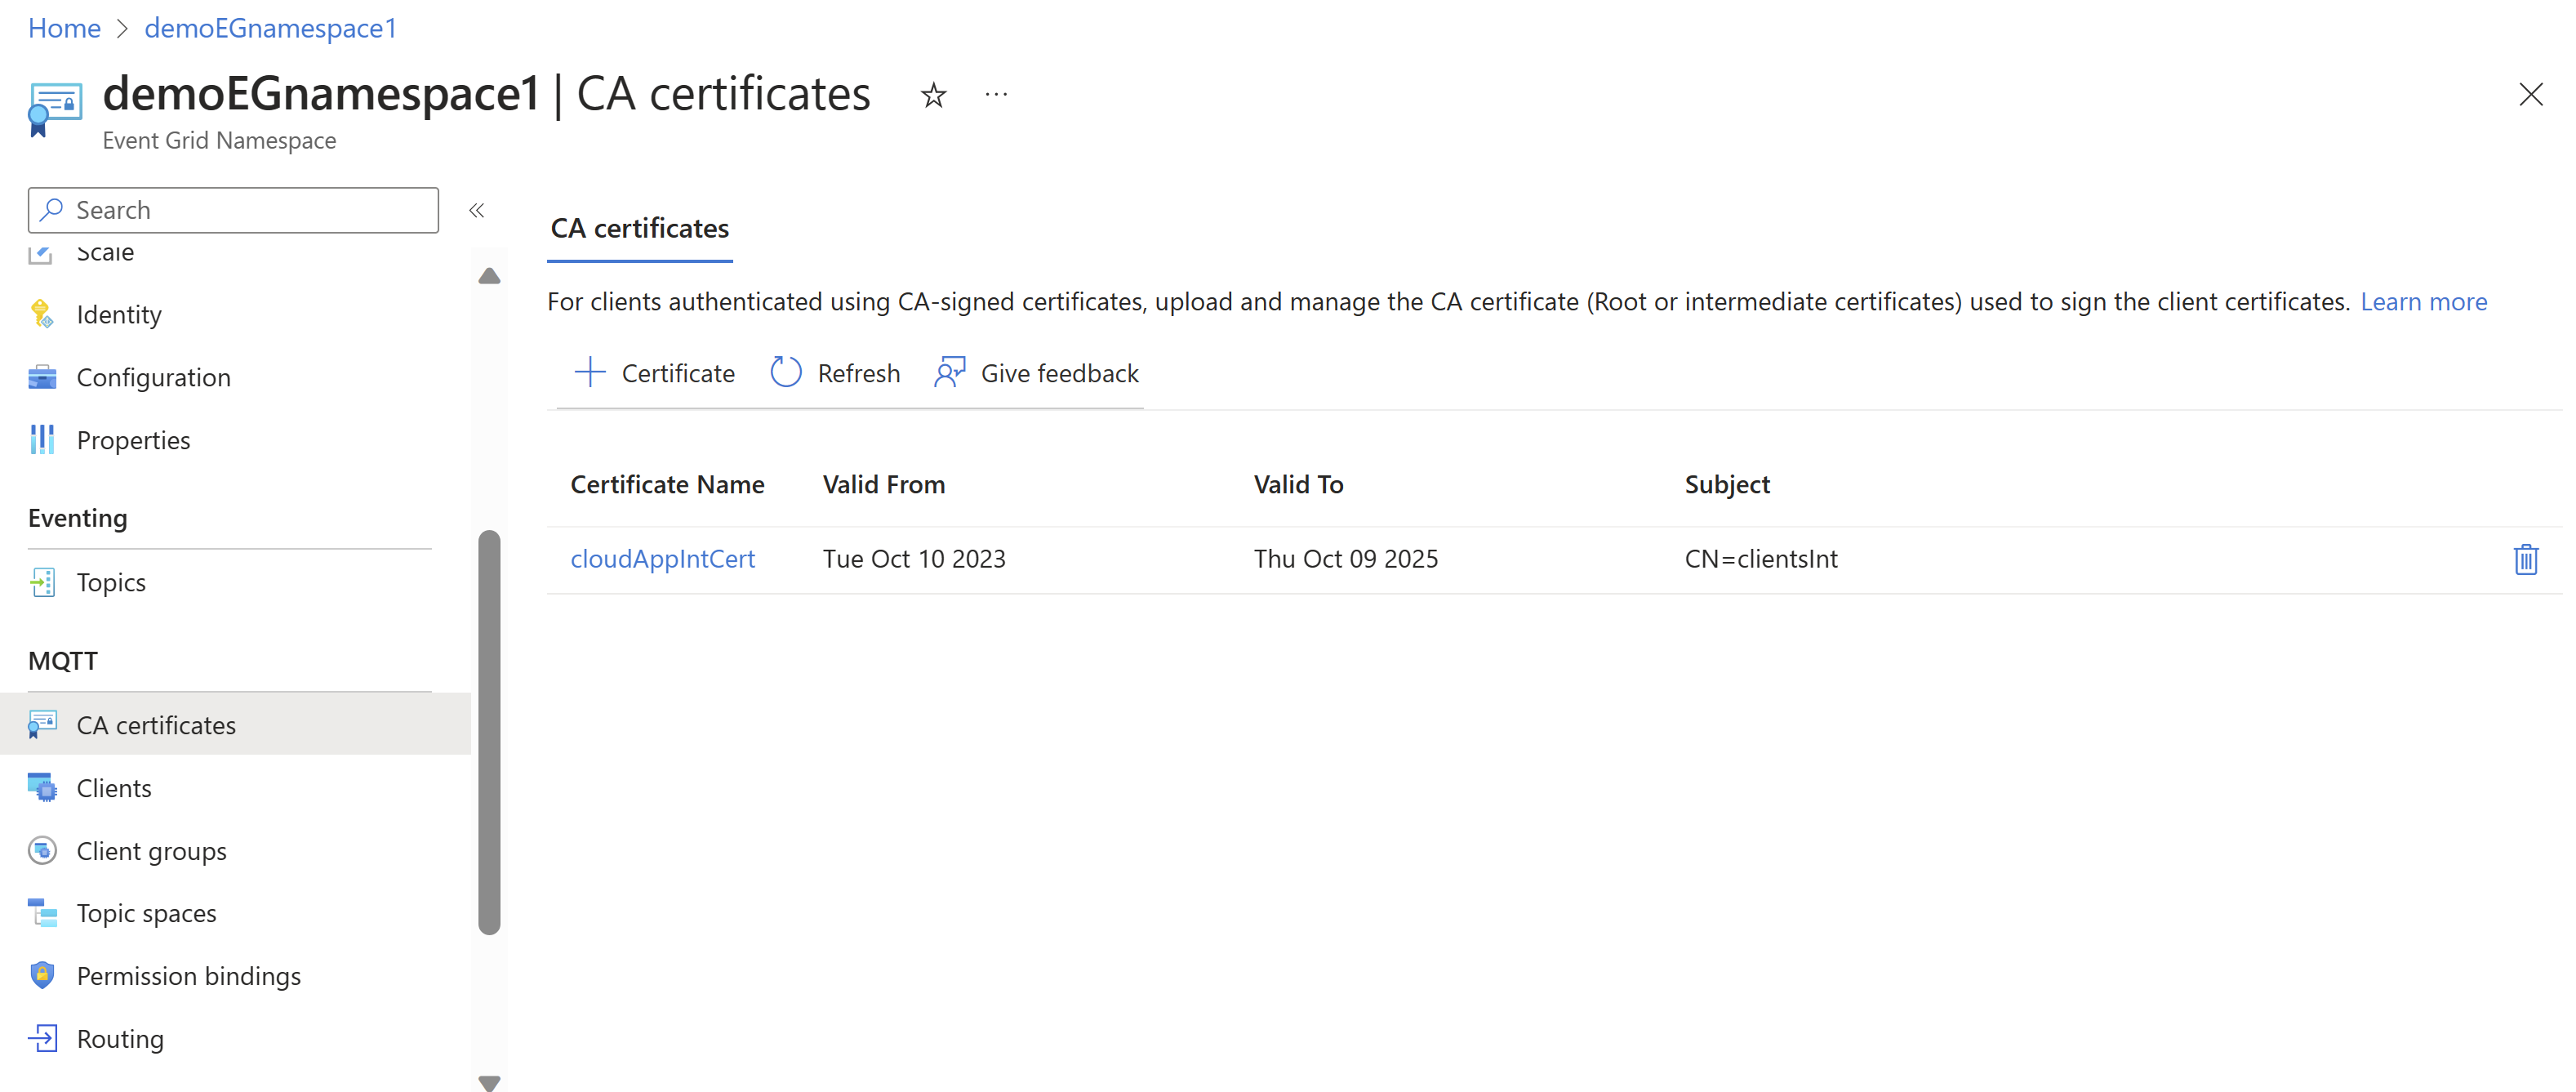 Home > demoEGnamespace1
demoEGnamespace1 | CA certificates
Event Grid Namespace
Search
Scale
Identity
Configuration
Properties
Eventing
Topics
MQTT
CA certificates
Clients
Client groups
Topic spaces
Permission bindings
Routing
CA certificates
For clients authenticated using CA-signed certificates, upload and manage the CA certificate (Root or intermediate certificates) used to sign the client certificates. Learn more
Certificate Refresh Give feedback
Certificate Name Valid From Valid To Subject
cloudAppIntCert Tue Oct 10 2023 Thu Oct 09 2025 CN=clientsInt